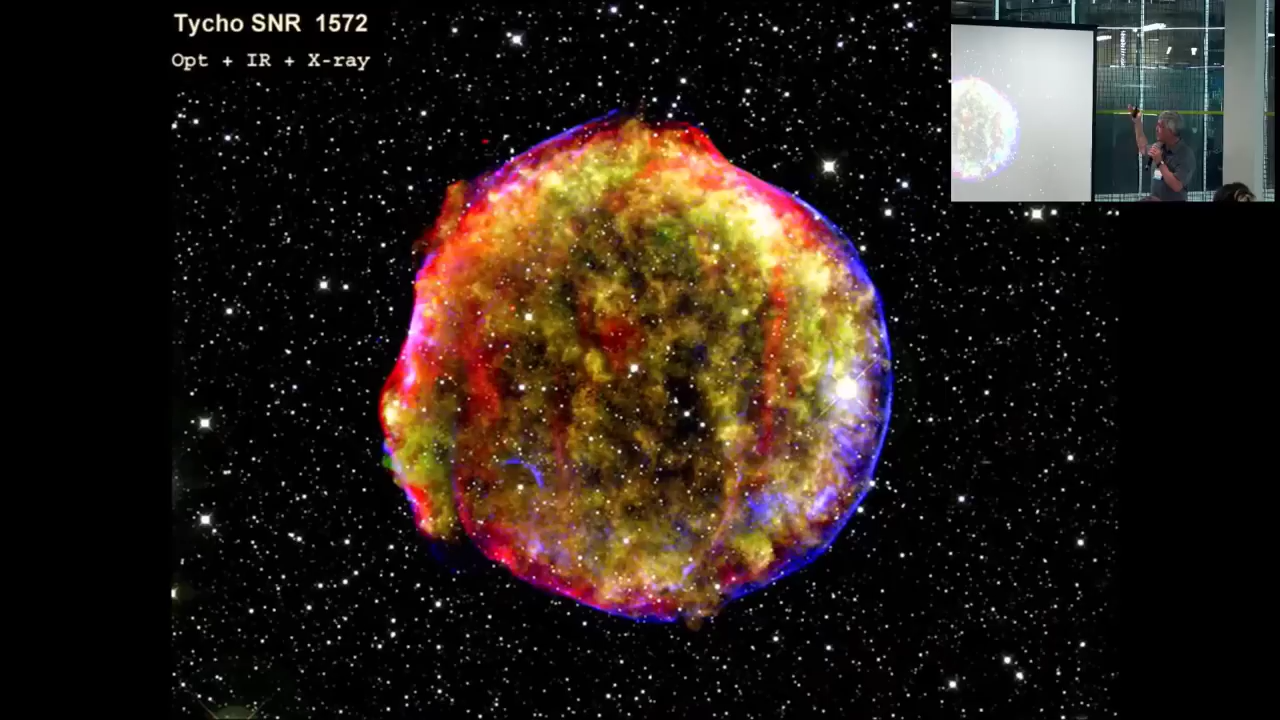 Tycho SNR 1572
Opt + IR + X-ray